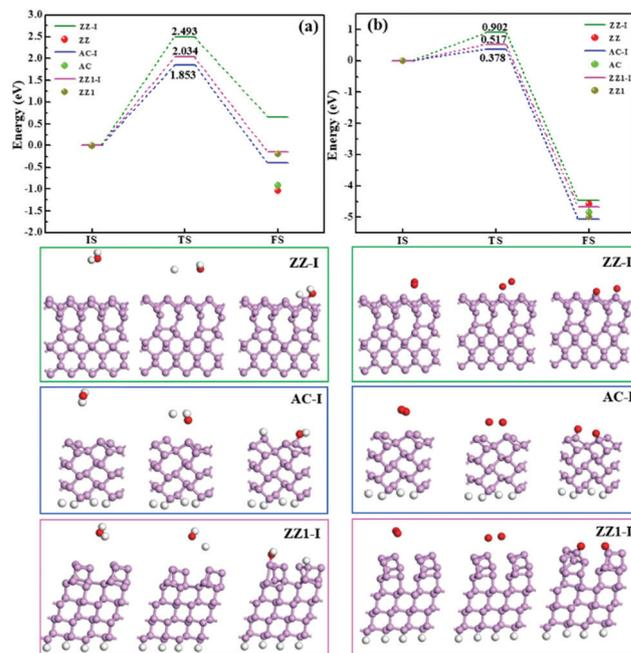 (a)
3.0
2.5
2.0
1.5
1.0
0.5
0.0
-0.5
-1.0
-1.5
2.0
Energy (eV)
2.493
2.034
1.853
ZZ-I
ZZ
AC-I
AC
ZZ1-I
ZZ1
IS TS FS
(b)
1
0
-1
-2
-3
-4
-5
Energy (eV)
0.902
0.517
0.378
ZZ-I
ZZ
AC-I
AC
ZZ1-I
ZZ1
IS TS FS
ZZ-I
AC-I
ZZ1-I
ZZ-I
AC-I
ZZ1-I